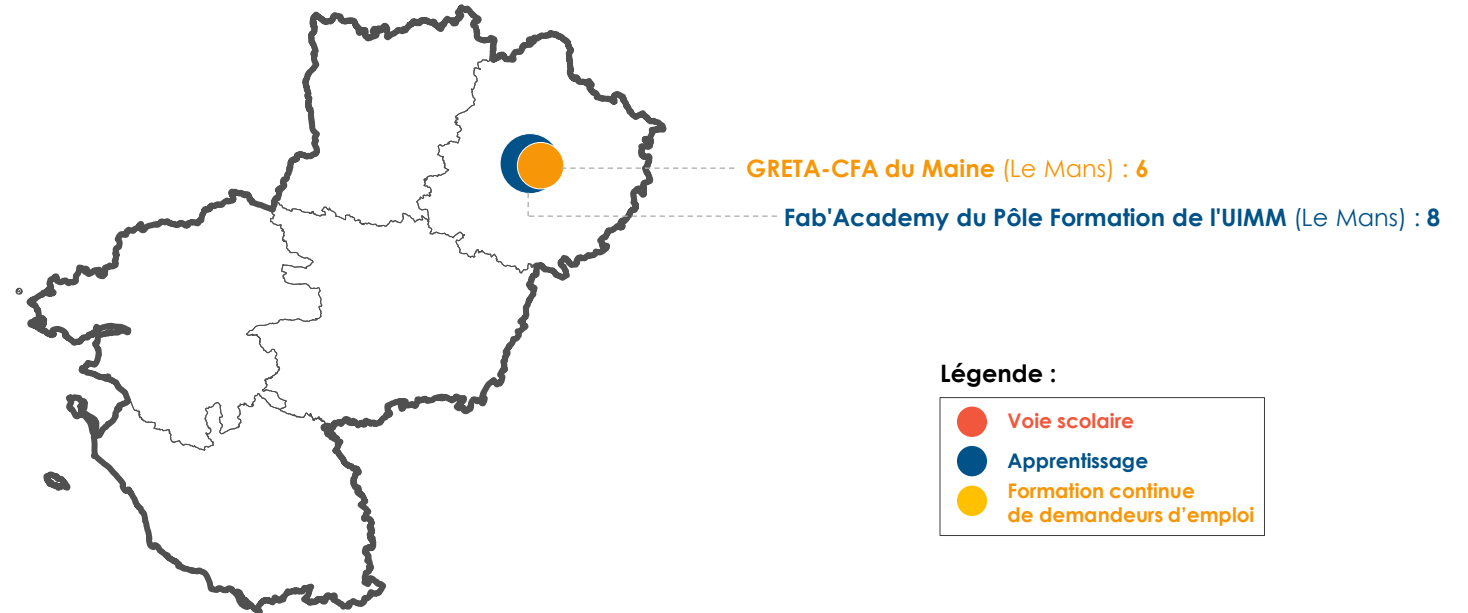 GRETA-CFA du Maine (Le Mans) : 6
Fab'Academy du Pôle Formation de l'UIMM (Le Mans) : 8
Légende :
Voie scolaire
Apprentissage
Formation continue
de demandeurs d’emploi